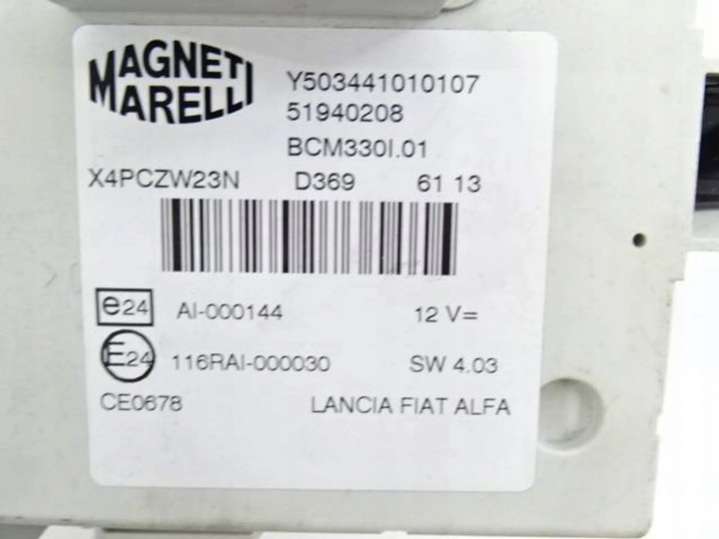 MAGNETI
MARELLI
Y503441010107
51940208
BCM330I.01
X4PCZW23N D369 61 13
e24 AI-000144 12 V=
E24 116RAI-000030 SW 4.03
CE0678 LANCIA FIAT ALFA